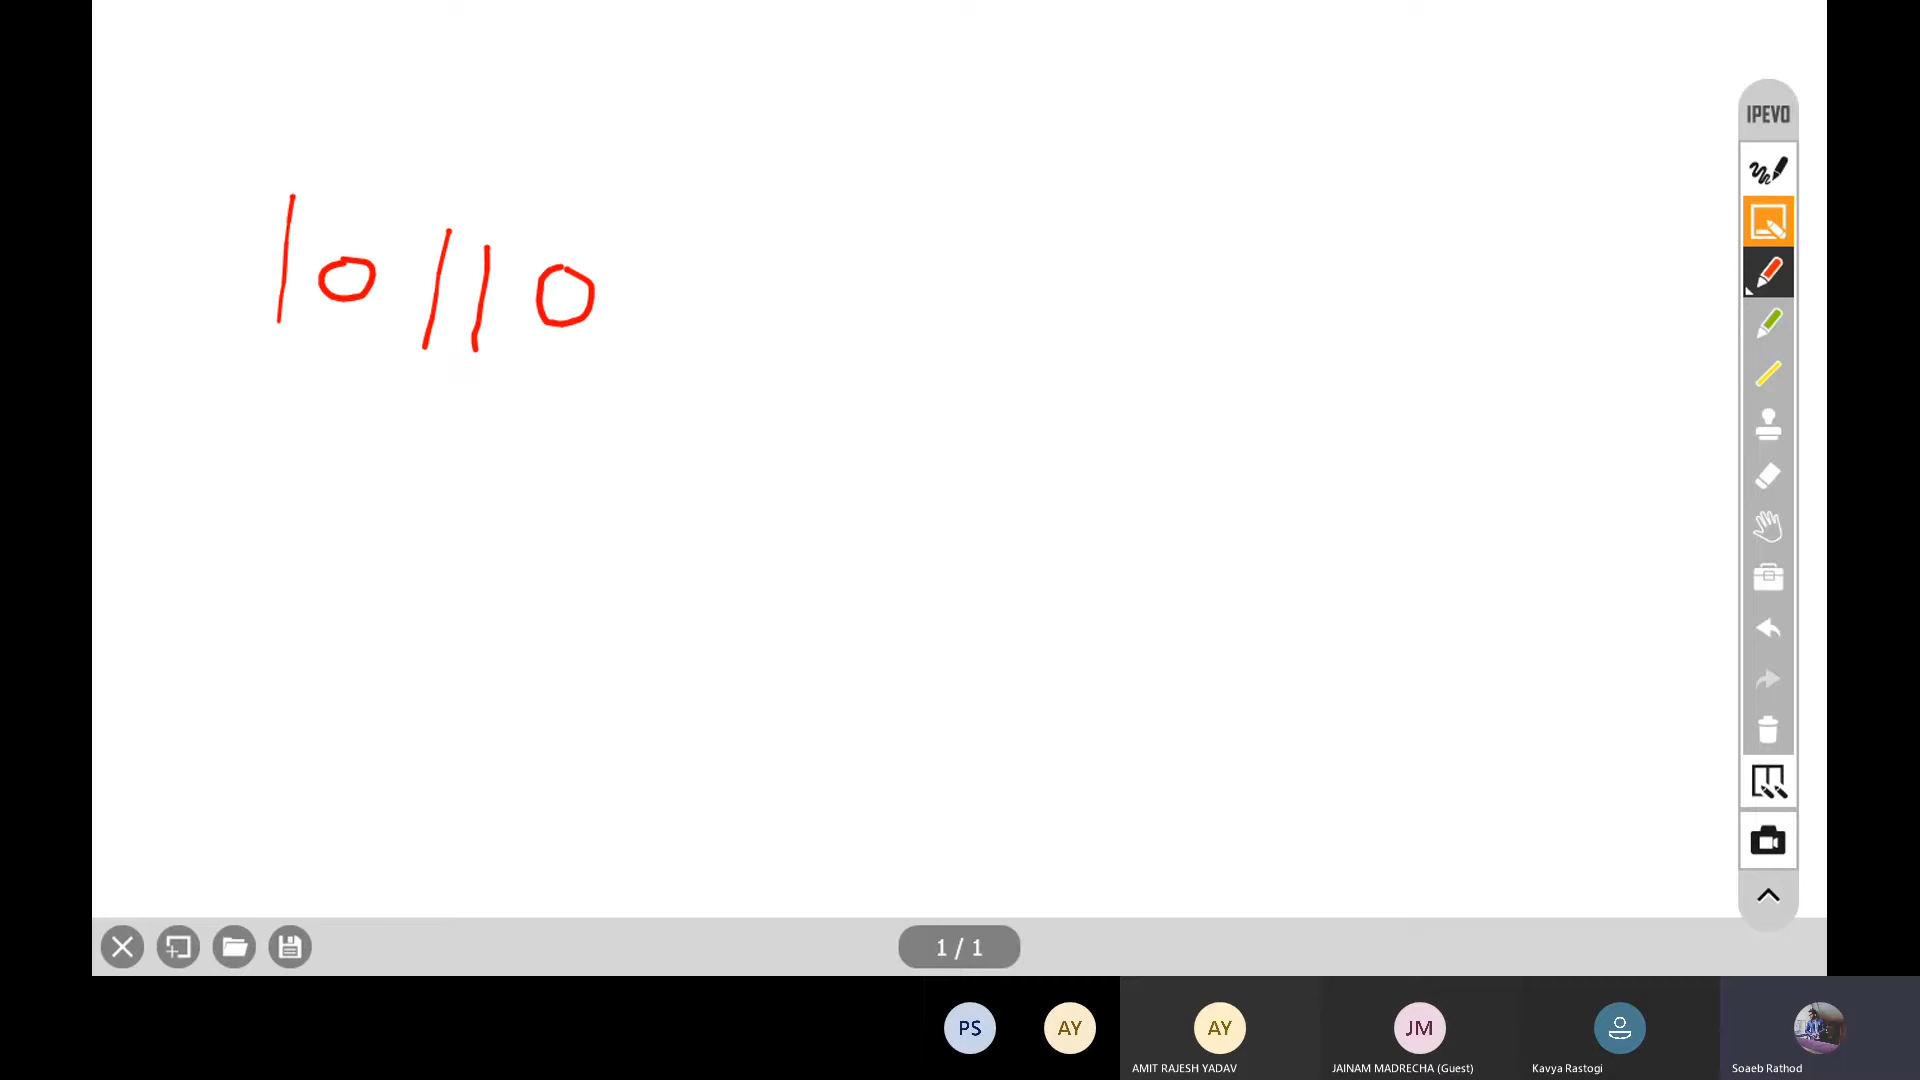 IPEVO
10110
1 / 1
PS
AY
AY
JM
AMIT RAJESH YADAV
JAINAM MADRECHA (Guest)
Kavya Rastogi
Soaeb Rathod